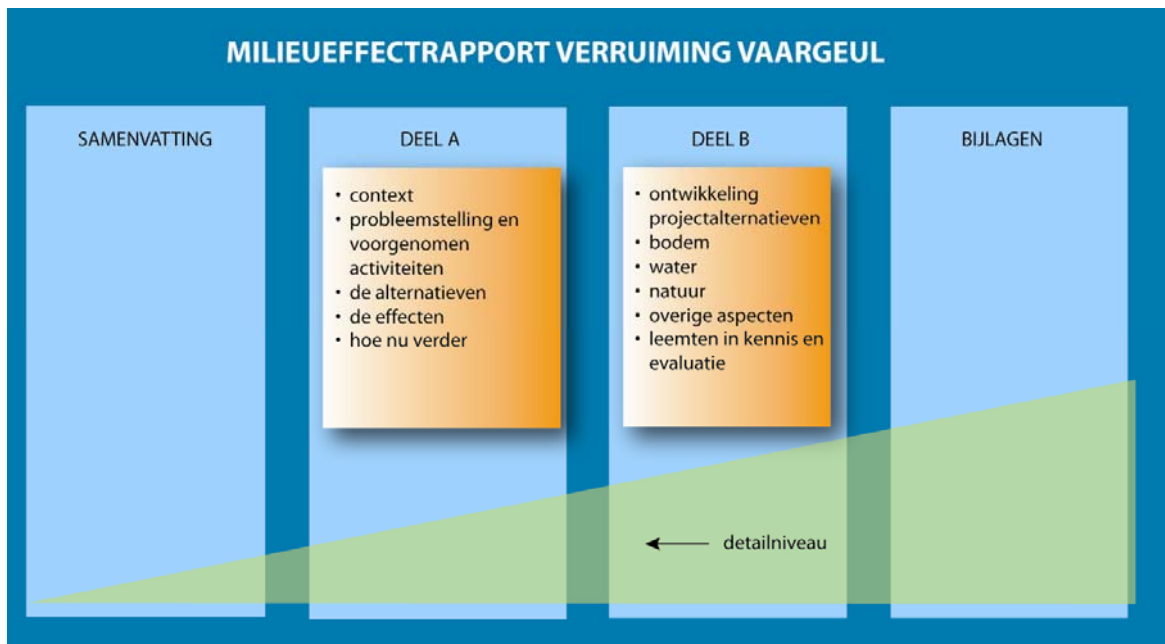 MILIEUEFFECTRAPPORT VERRUIMING VAARGEUL
SAMENVATTING
DEEL A
• context
• probleemstelling en
voorgenomen
activiteiten
• de alternatieven
• de effecten
• hoe nu verder
DEEL B
• ontwikkeling
projectalternatieven
• bodem
• water
• natuur
• overige aspecten
• leemten in kennis en
evaluatie
BIJLAGEN
detailniveau